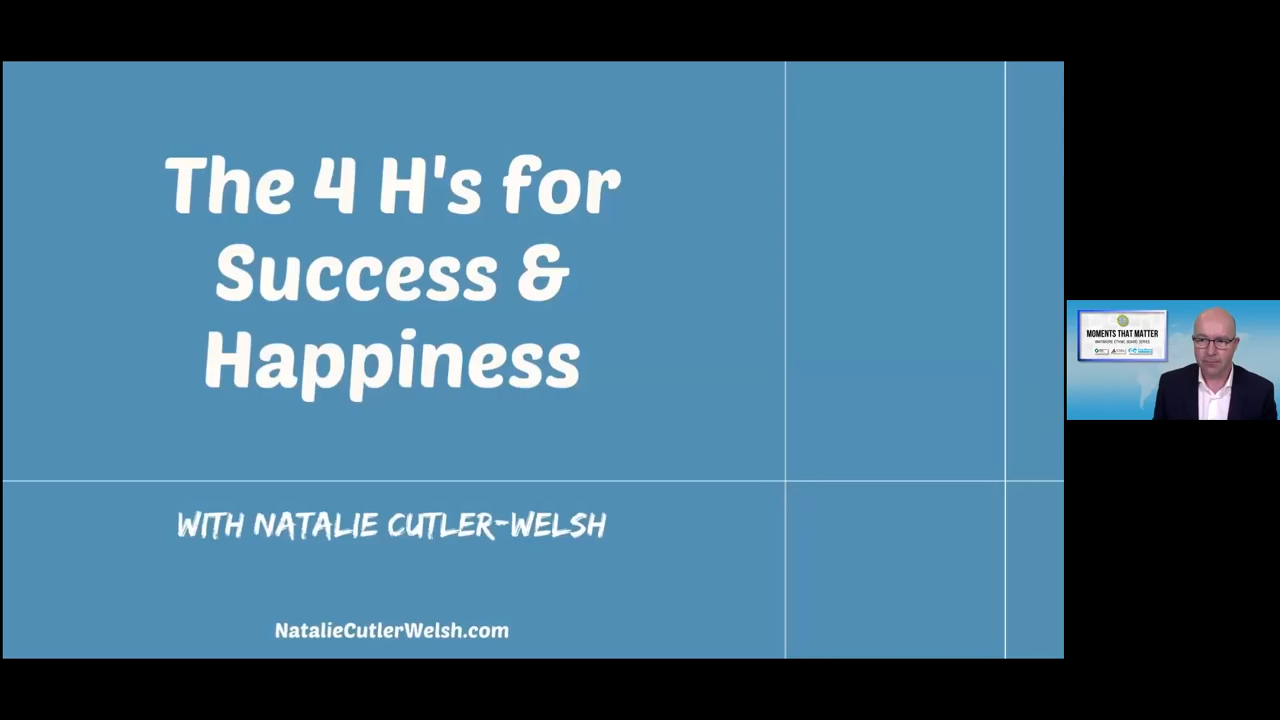 The 4 H's for
Success &
Happiness
WITH NATALIE CUTLER-WELSH
NatalieCutlerWelsh.com
MOMENTS THAT MATTER